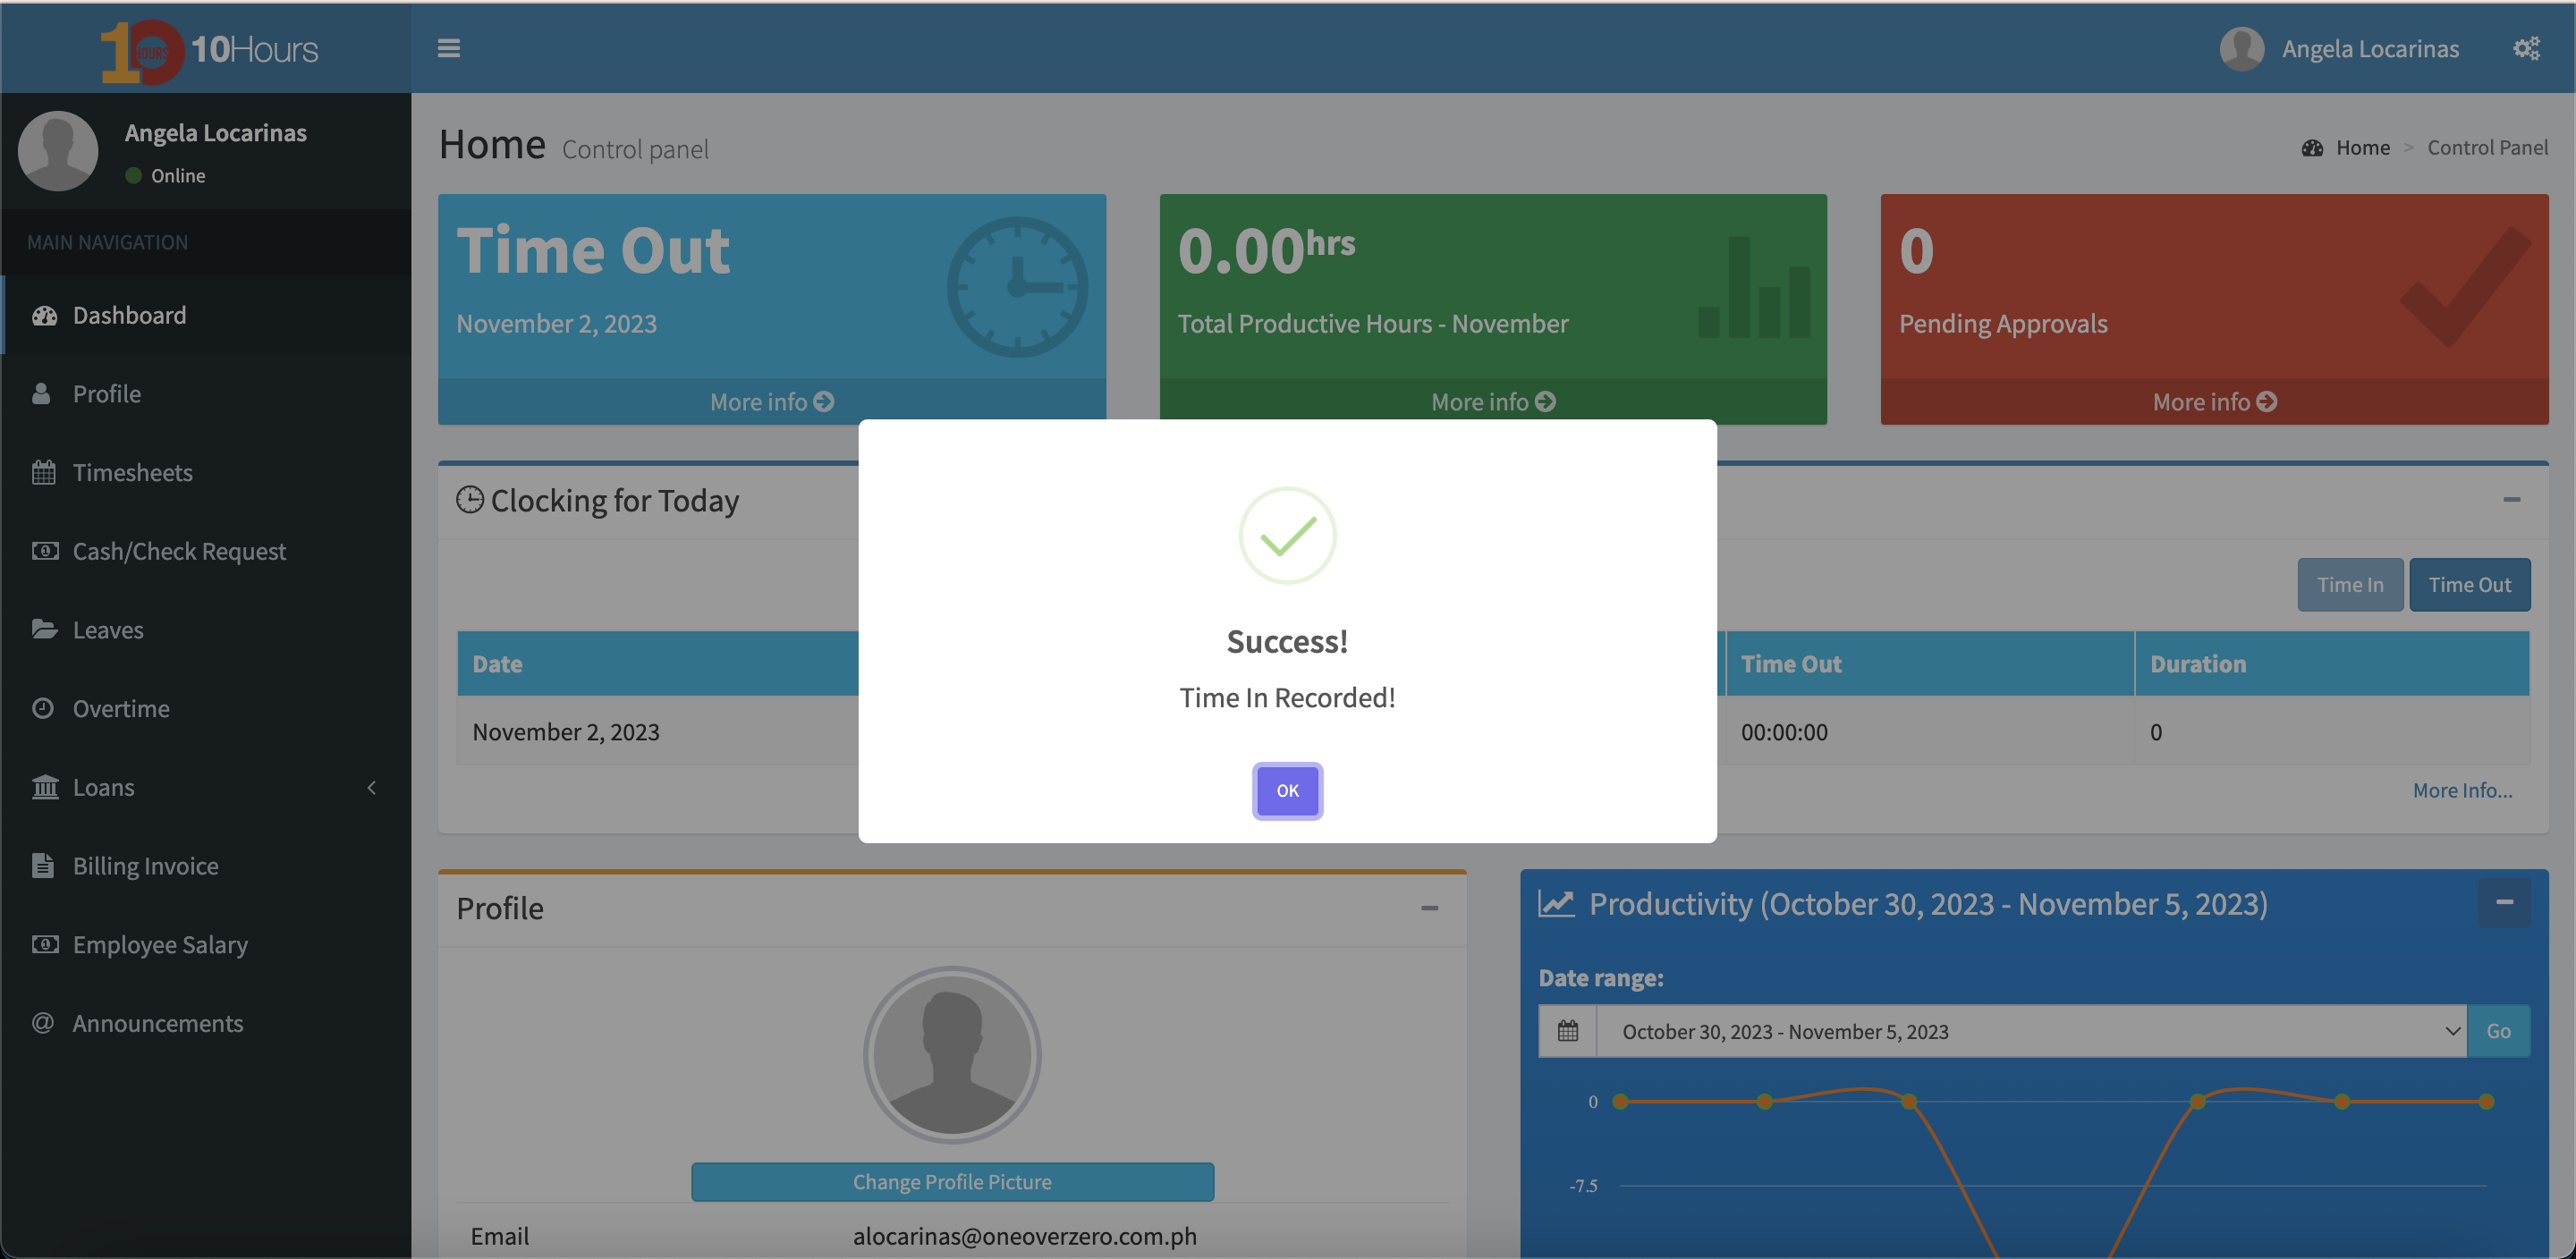 10 HOURS 10Hours
Angela Locarinas
Angela Locarinas
Online
MAIN NAVIGATION
Dashboard
Profile
Timesheets
Cash/Check Request
Leaves
Overtime
Loans
Billing Invoice
Employee Salary
@ Announcements
Home Control panel
Home > Control Panel
Time Out
November 2, 2023
More info
0.00hrs
Total Productive Hours - November
More info
0
Pending Approvals
More info
Clocking for Today
Time In Time Out
Date Time Out Duration
November 2, 2023 00:00:00 0
More Info...
Success!
Time In Recorded!
OK
Profile
Change Profile Picture
Email alocarinas@oneoverzero.com.ph
Productivity (October 30, 2023 - November 5, 2023)
Date range:
October 30, 2023 - November 5, 2023 Go
0
-7.5